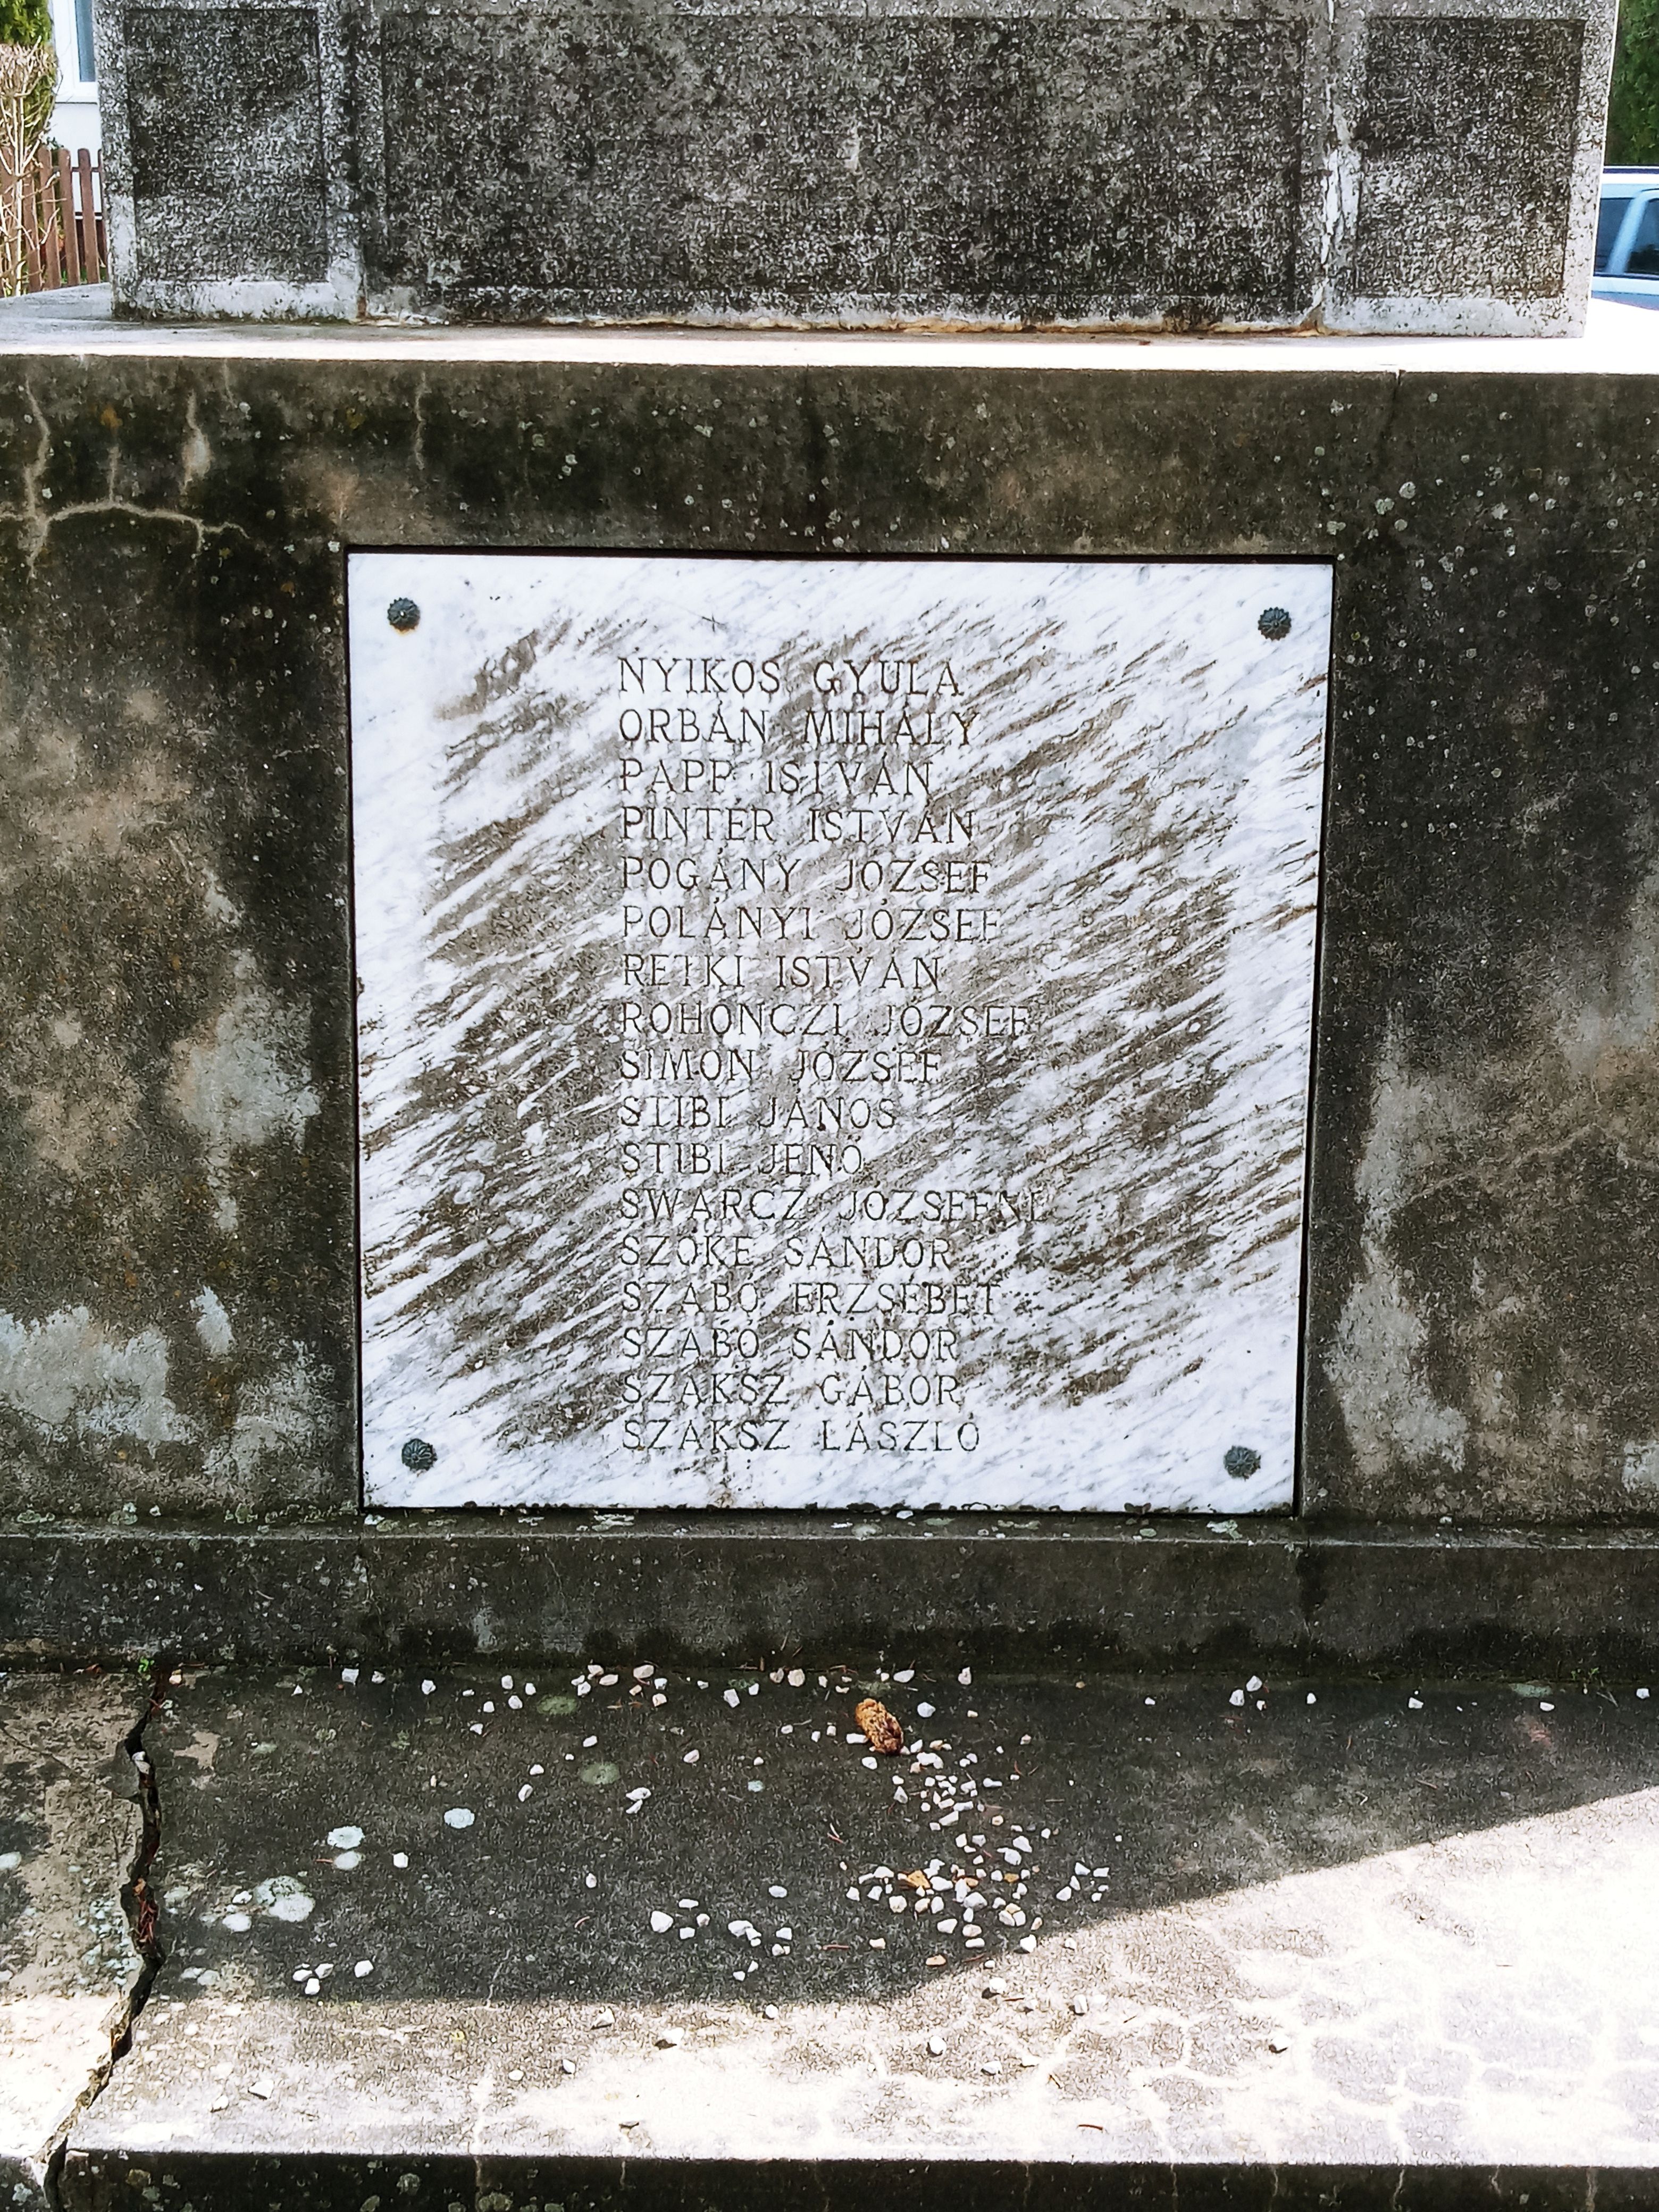 NYIKOS GYULA
ORBÁN MIHÁLY
PAPP ISTVÁN
PINTÉR ISTVÁN
POGÁNY JÓZSEF
POLÁNYI JÓZSEF
RETKI ISTVÁN
ROHONCZI JÓZSEF
SIMON JÓZSEF
STIBI JÁNOS
STIBI JENŐ
SWARCZ JÓZSEFNÉ
SZŐKE SÁNDOR
SZABÓ ERZSÉBET
SZABÓ SÁNDOR
SZAKSZ GÁBOR
SZAKSZ LÁSZLÓ